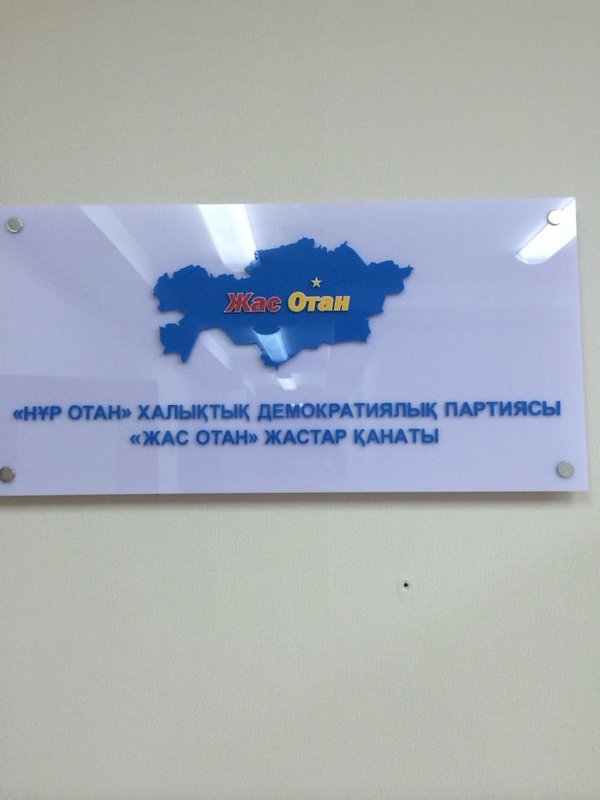 Жас Отан
«НҰР ОТАН» ХАЛЫҚТЫҚ ДЕМОКРАТИЯЛЫҚ ПАРТИЯСЫ
«ЖАС ОТАН» ЖАСТАР ҚАНАТЫ